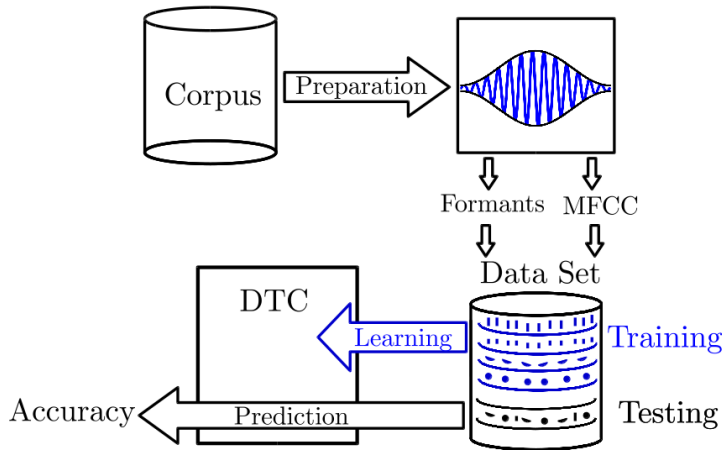 Corpus
Preparation
Formants MFCC
Data Set
DTC
Learning
Training
Accuracy
Prediction
Testing